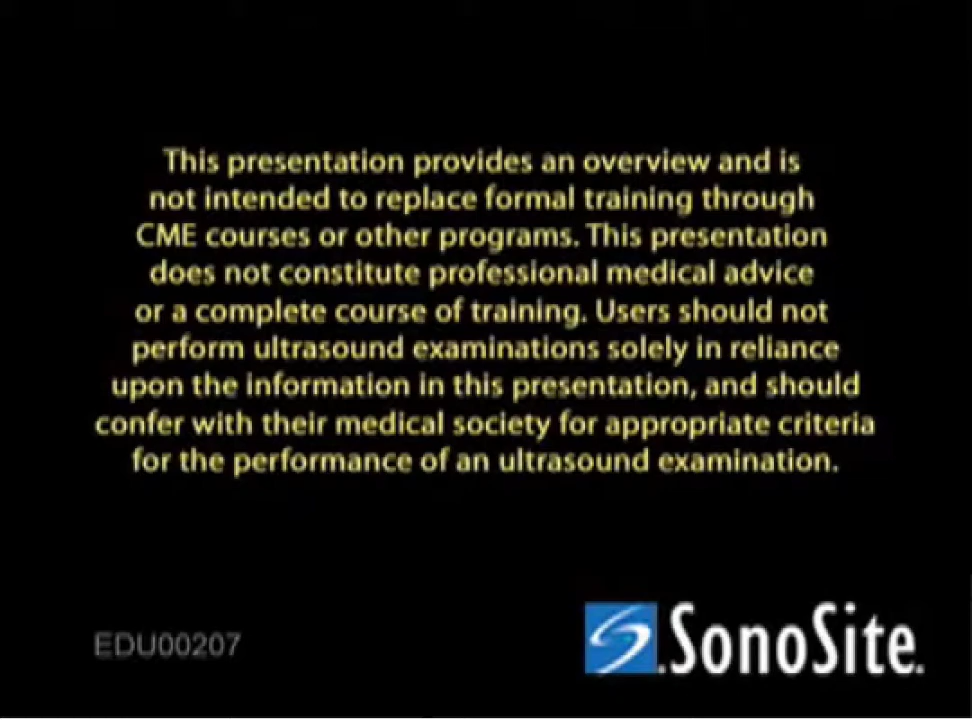 This presentation provides an overview and is
not intended to replace formal training through
CME courses or other programs. This presentation
does not constitute professional medical advice
or a complete course of training. Users should not
perform ultrasound examinations solely in reliance
upon the information in this presentation, and should
confer with their medical society for appropriate criteria
for the performance of an ultrasound examination.
EDU00207
SonoSite.